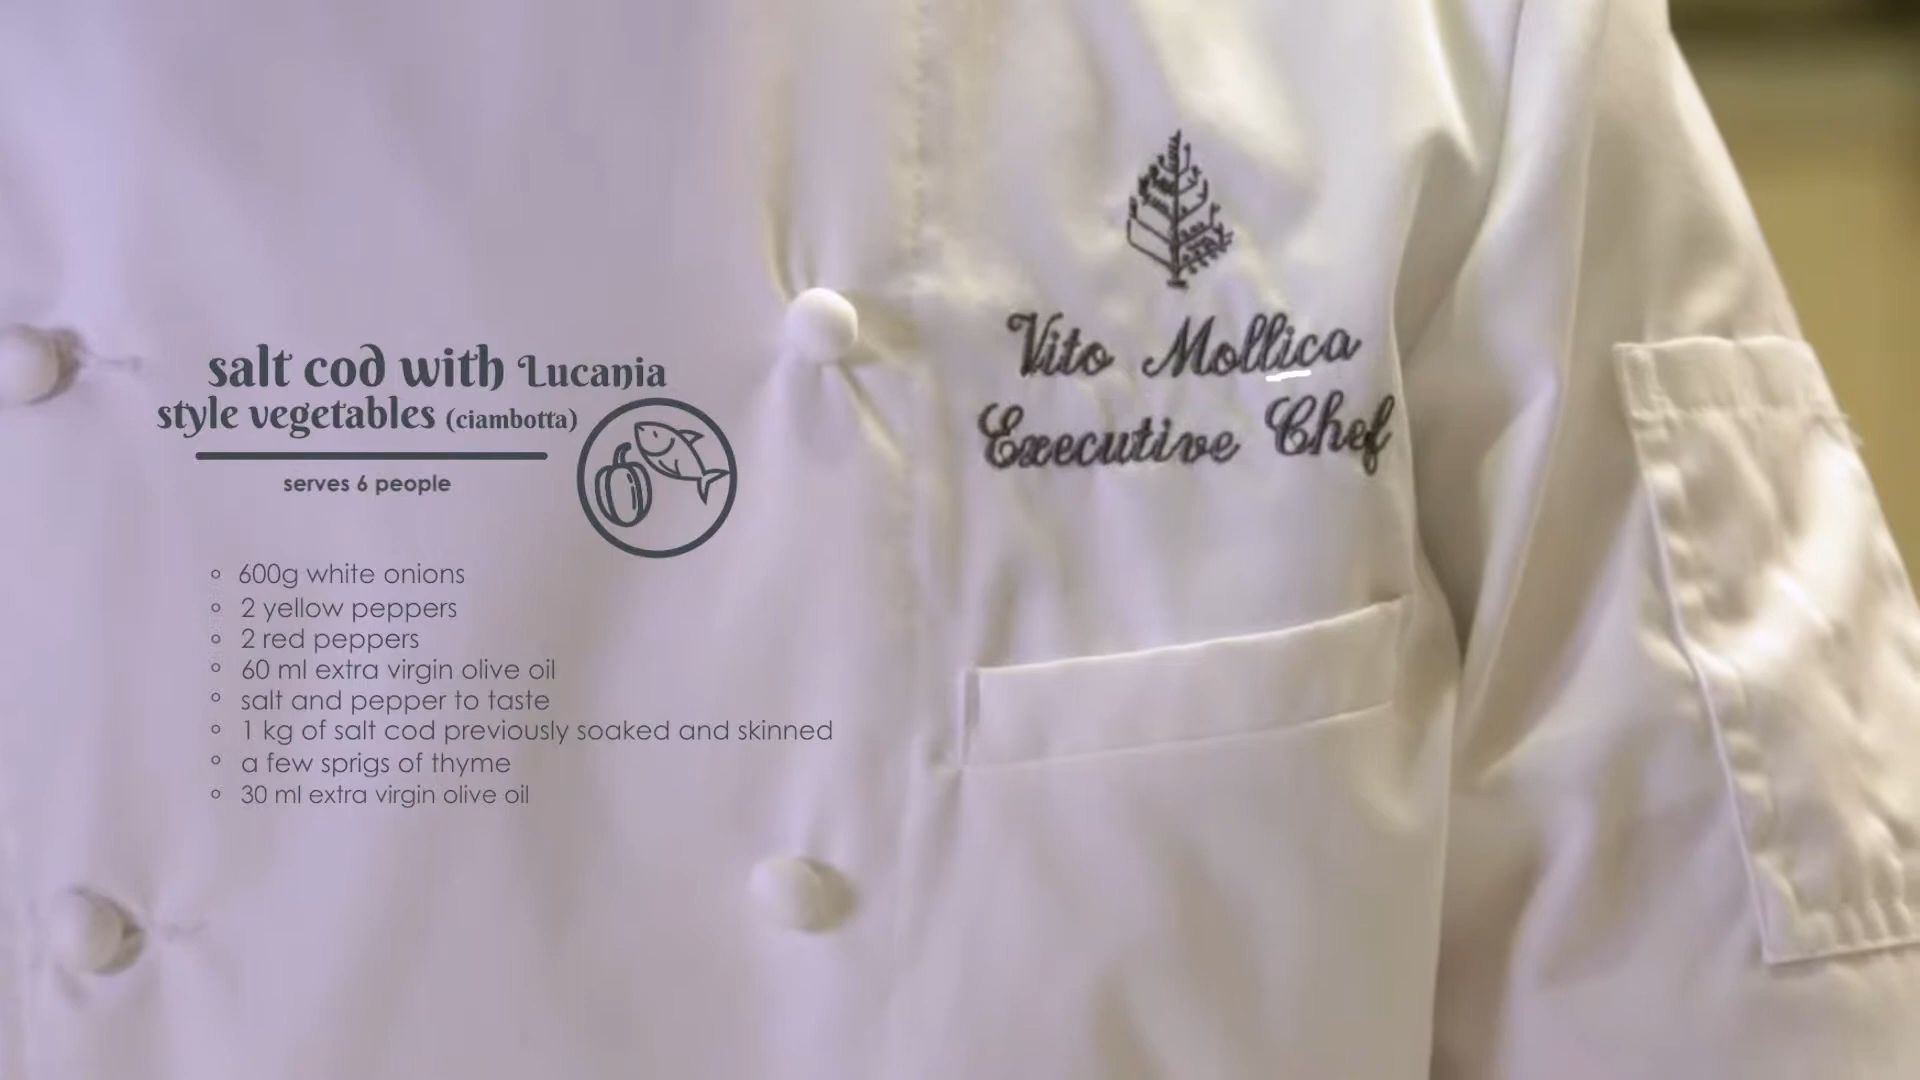 salt cod with Lucania
style vegetables (ciambotta)
serves 6 people
600g white onions
2 yellow peppers
2 red peppers
60 ml extra virgin olive oil
salt and pepper to taste
1 kg of salt cod previously soaked and skinned
a few sprigs of thyme
30 ml extra virgin olive oil
Vito Mollica
Executive Chef